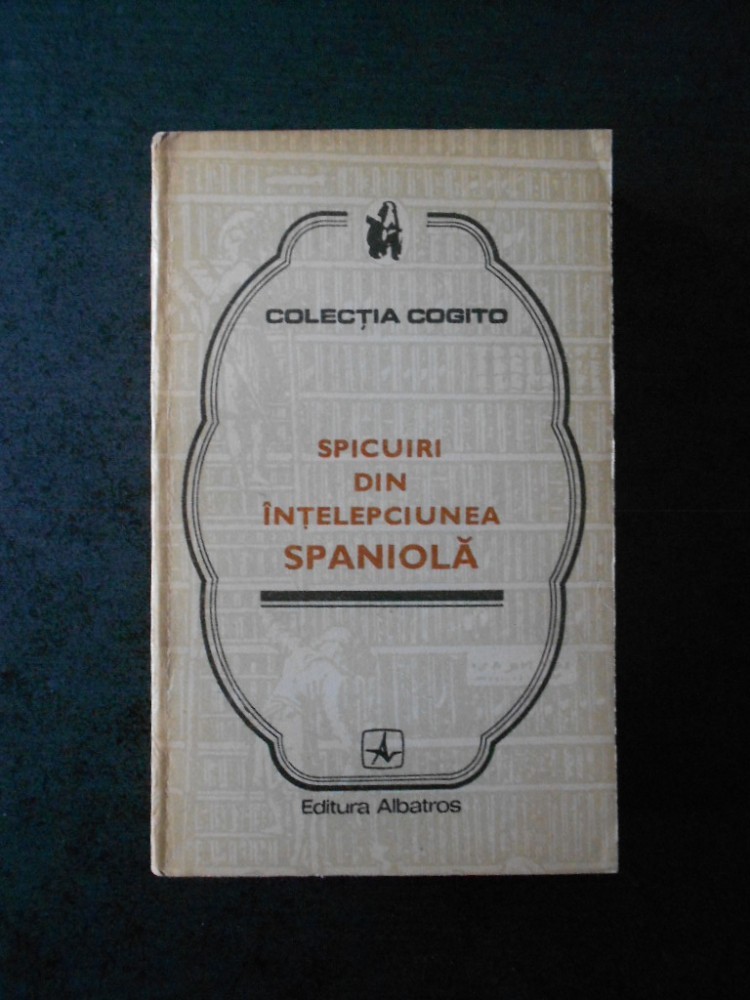 COLECȚIA COGITO
SPICUIRI
DIN
ÎNȚELEPCIUNEA
SPANIOLĂ
Editura Albatros